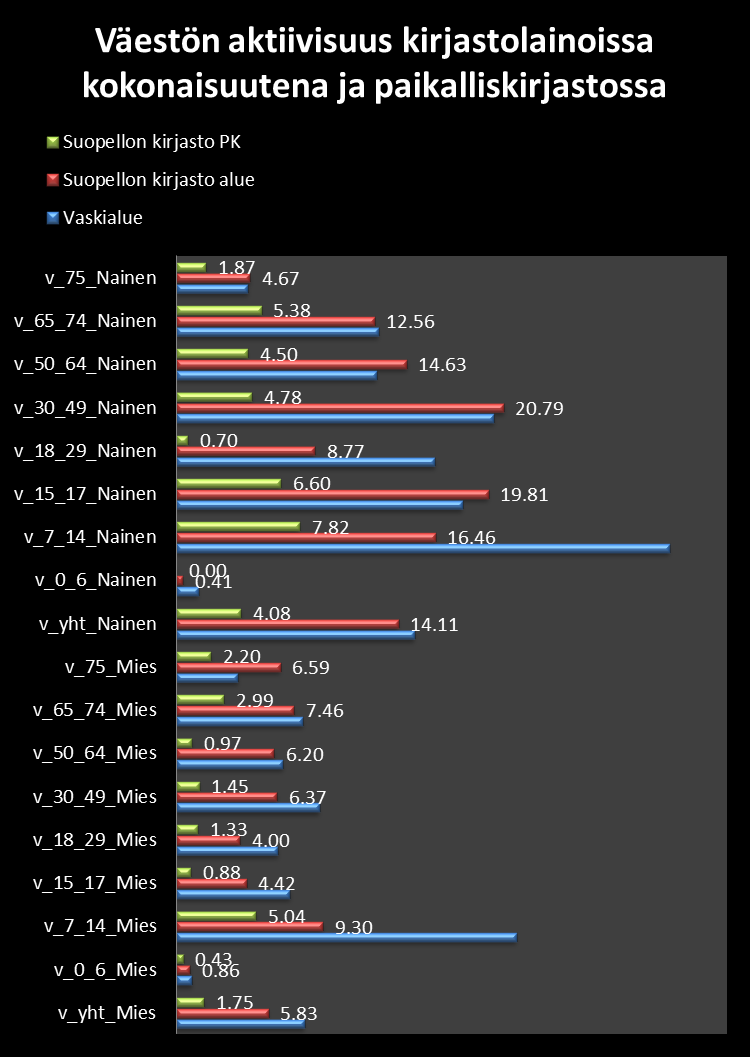 Väestön aktiivisuus kirjastolainoissa
kokonaisuutena ja paikalliskirjastossa
Suopellon kirjasto PK
Suopellon kirjasto alue
Vaskialue
v_75_Nainen 1.87 4.67
v_65_74_Nainen 5.38 12.56
v_50_64_Nainen 4.50 14.63
v_30_49_Nainen 4.78 20.79
v_18_29_Nainen 0.70 8.77
v_15_17_Nainen 6.60 19.81
v_7_14_Nainen 7.82 16.46
v_0_6_Nainen 0.00 0.41
v_yht_Nainen 4.08 14.11
v_75_Mies 2.20 6.59
v_65_74_Mies 2.99 7.46
v_50_64_Mies 0.97 6.20
v_30_49_Mies 1.45 6.37
v_18_29_Mies 1.33 4.00
v_15_17_Mies 0.88 4.42
v_7_14_Mies 5.04 9.30
v_0_6_Mies 0.43 0.86
v_yht_Mies 1.75 5.83